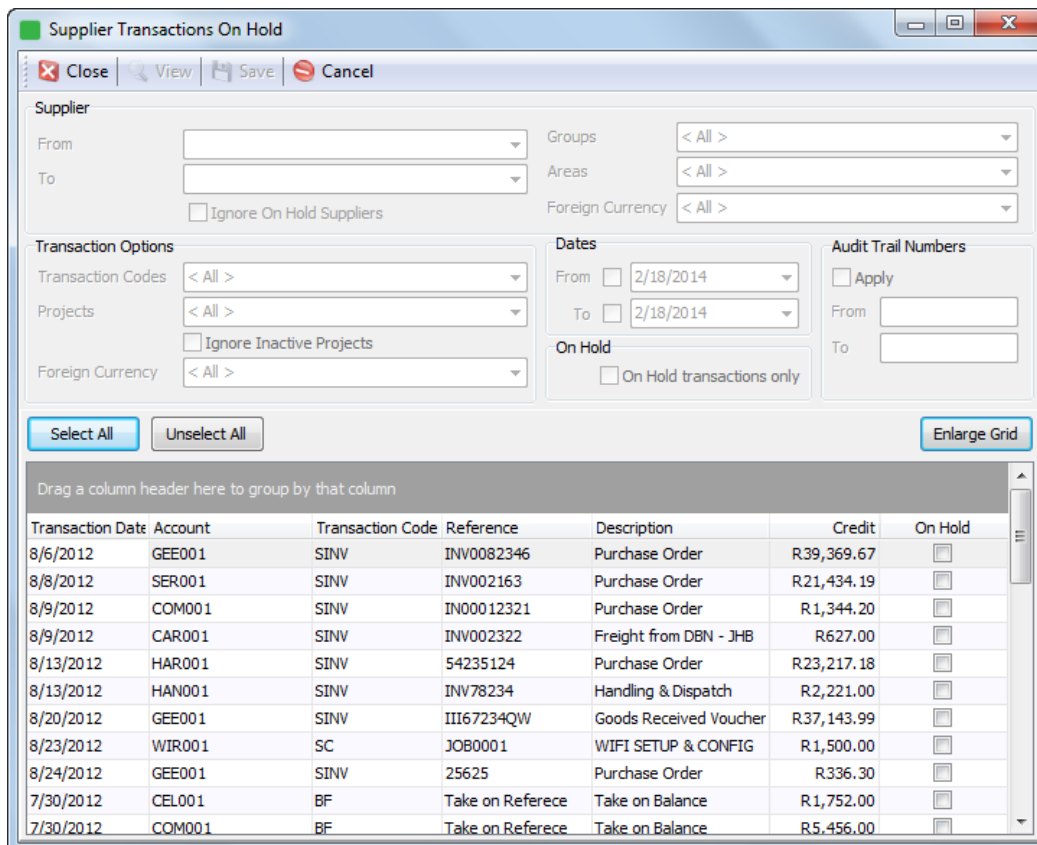 Supplier Transactions On Hold
Close View Save Cancel
Supplier
From
To
Ignore On Hold Suppliers
Groups < All >
Areas < All >
Foreign Currency < All >
Transaction Options
Transaction Codes < All >
Projects < All >
Ignore Inactive Projects
Foreign Currency < All >
Dates
From 2/18/2014
To 2/18/2014
On Hold
On Hold transactions only
Audit Trail Numbers
Apply
From
To
Select All Unselect All Enlarge Grid
Drag a column header here to group by that column
Transaction Date Account Transaction Code Reference Description Credit On Hold
8/6/2012 GEE001 SINV INV0082346 Purchase Order R39,369.67
8/8/2012 SER001 SINV INV002163 Purchase Order R21,434.19
8/9/2012 COM001 SINV IN00012321 Purchase Order R1,344.20
8/9/2012 CAR001 SINV INV002322 Freight from DBN - JHB R627.00
8/13/2012 HAR001 SINV 54235124 Purchase Order R23,217.18
8/13/2012 HAN001 SINV INV78234 Handling & Dispatch R2,221.00
8/20/2012 GEE001 SINV III67234QW Goods Received Voucher R37,143.99
8/23/2012 WIR001 SC JOB0001 WIFI SETUP & CONFIG R1,500.00
8/24/2012 GEE001 SINV 25625 Purchase Order R336.30
7/30/2012 CEL001 BF Take on Referece Take on Balance R1,752.00
7/30/2012 COM001 BF Take on Referece Take on Balance R5,456.00